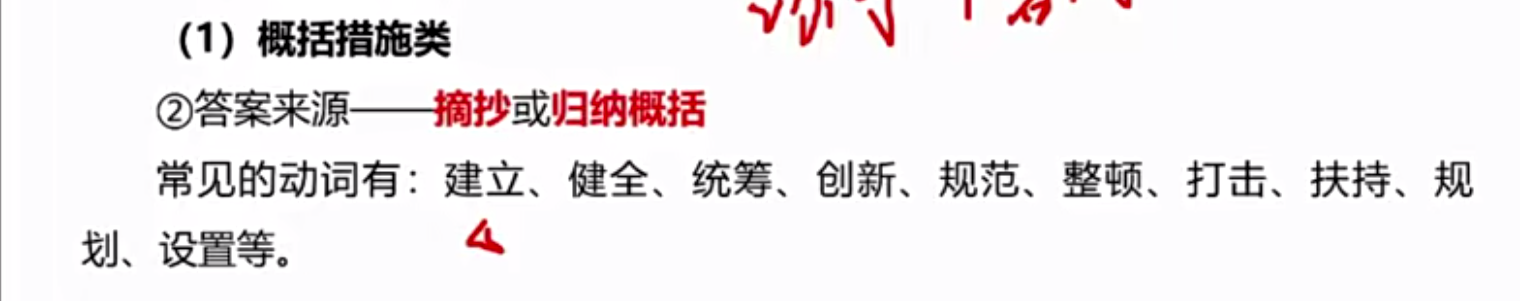 （1）概括措施类
②答案来源——摘抄或归纳概括
常见的动词有：建立、健全、统筹、创新、规范、整顿、打击、扶持、规
划、设置等。